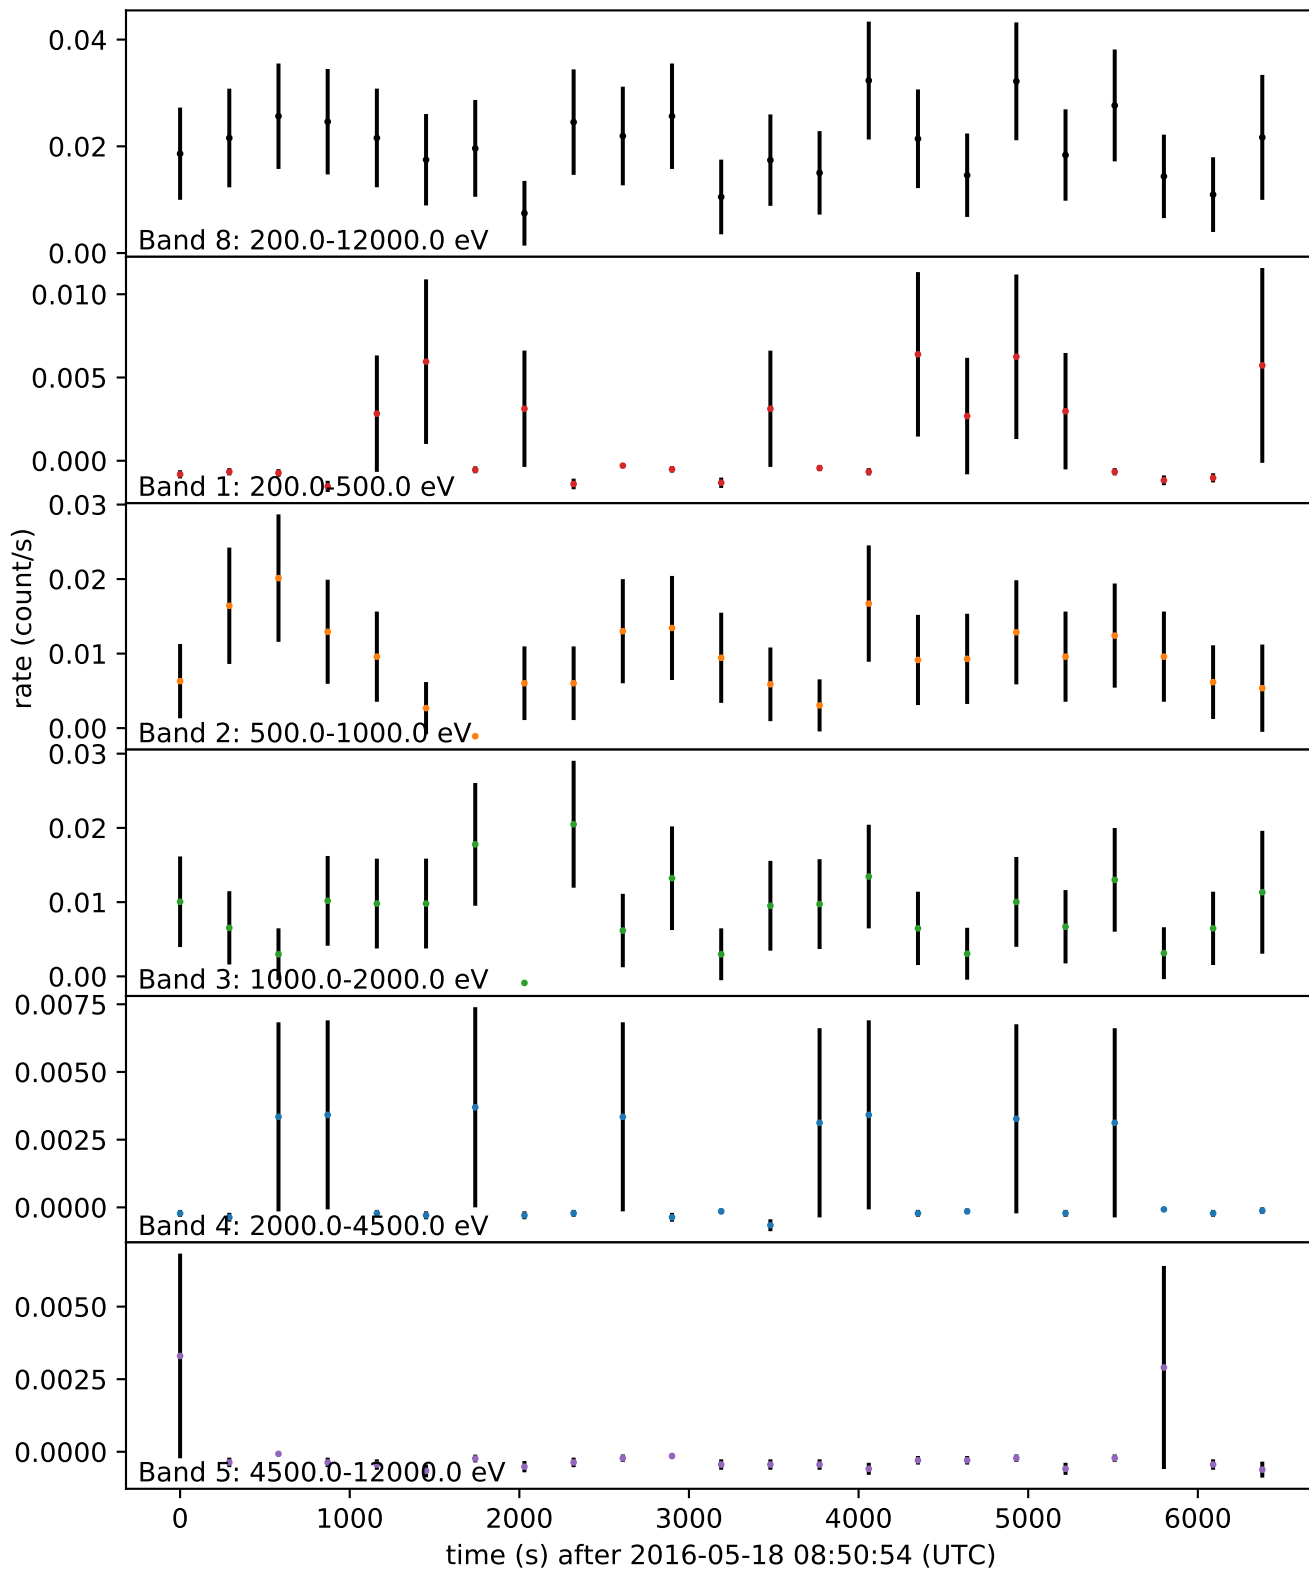 0.04
0.02
0.00
Band 8: 200.0-12000.0 eV
0.010
0.005
0.000
Band 1: 200.0-500.0 eV
rate (count/s)
0.03
0.02
0.01
0.00
Band 2: 500.0-1000.0 eV
0.03
0.02
0.01
0.00
Band 3: 1000.0-2000.0 eV
0.0075
0.0050
0.0025
0.0000
Band 4: 2000.0-4500.0 eV
0.0050
0.0025
0.0000
Band 5: 4500.0-12000.0 eV
0 1000 2000 3000 4000 5000 6000
time (s) after 2016-05-18 08:50:54 (UTC)